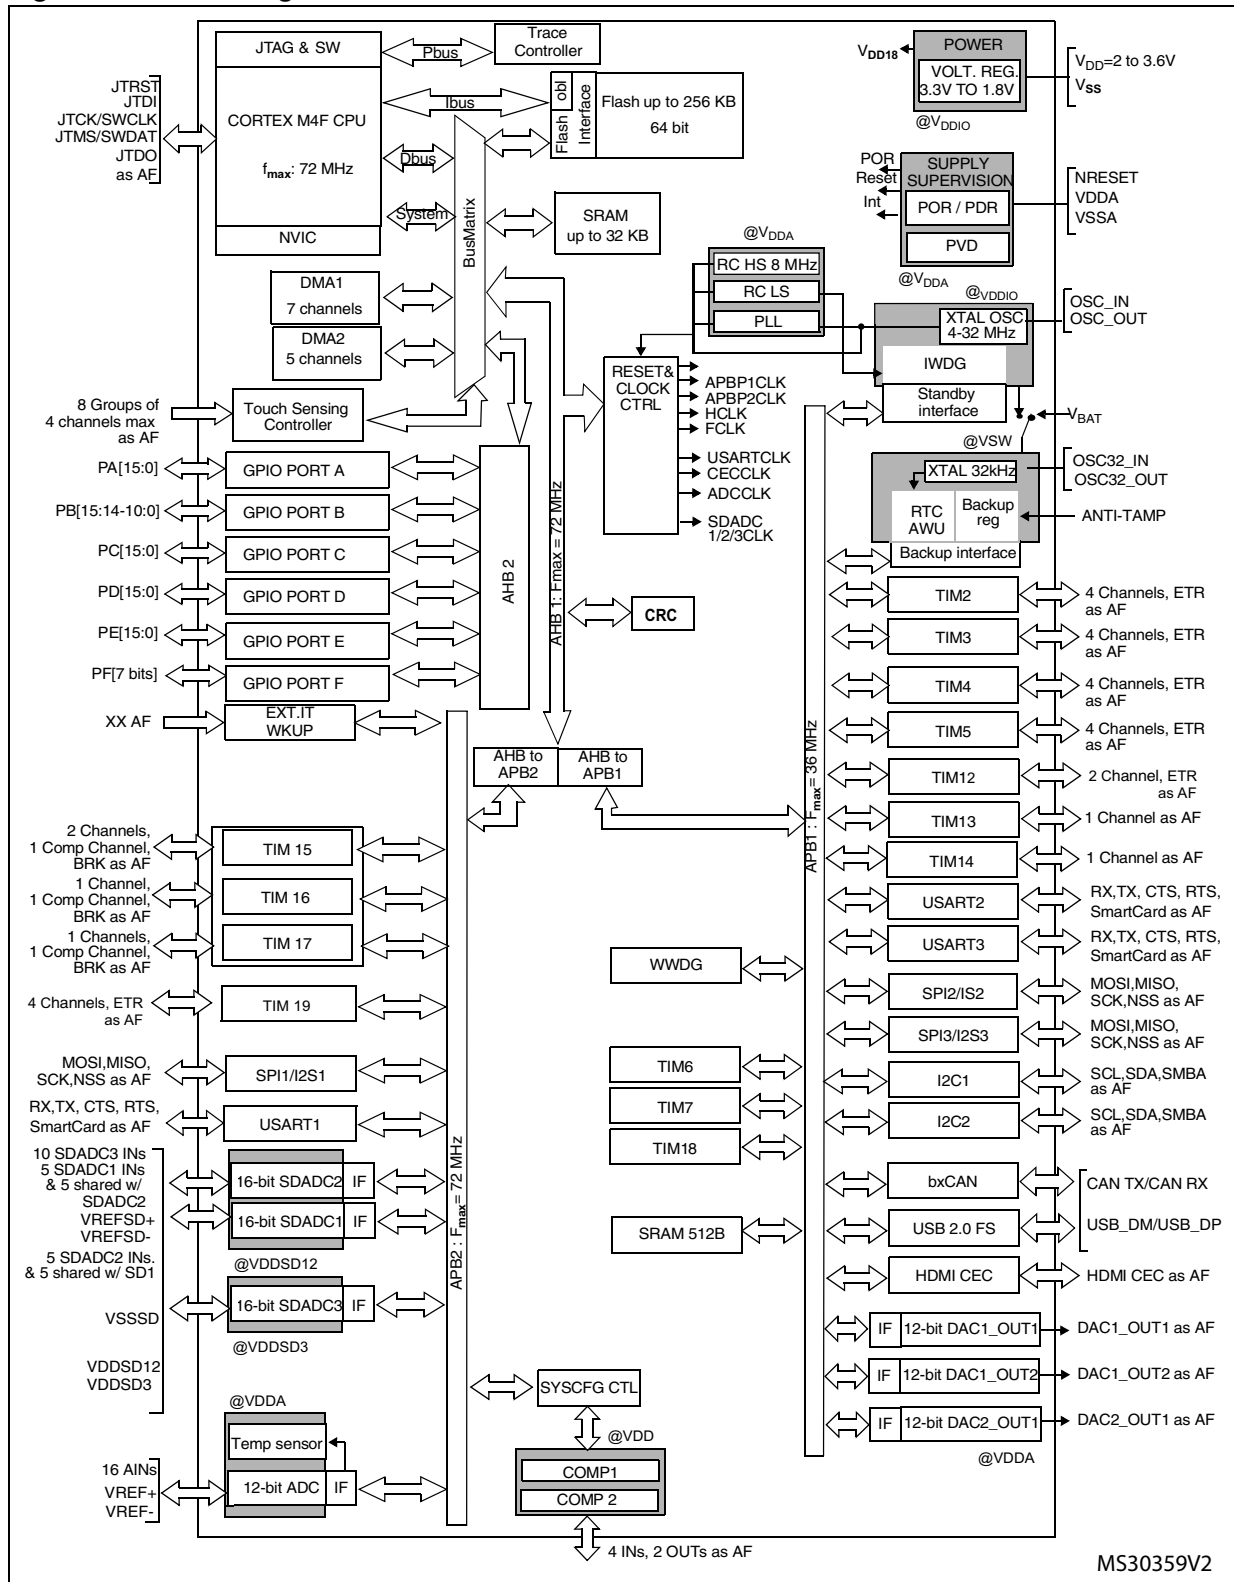 JTAG & SW
Pbus
Trace
Controller
JTRST
JTDI
JTCK/SWCLK
JTMS/SWDAT
JTDO
as AF
CORTEX M4F CPU
fmax: 72 MHz
NVIC
Ibus
Dbus
System
BusMatrix
Flash obl
Interface
Flash up to 256 KB
64 bit
SRAM
up to 32 KB
VDD18
POWER
VOLT. REG.
3.3V TO 1.8V
@VDDIO
VDD=2 to 3.6V
VSS
POR
Reset
Int
SUPPLY
SUPERVISION
POR / PDR
PVD
@VDDA
NRESET
VDDA
VSSA
DMA1
7 channels
DMA2
5 channels
@VDDA
RC HS 8 MHz
RC LS
PLL
@VDDIO
XTAL OSC
4-32 MHz
IWDG
Standby
interface
OSC_IN
OSC_OUT
VBAT
8 Groups of
4 channels max
as AF
Touch Sensing
Controller
RESET&
CLOCK
CTRL
APBP1CLK
APBP2CLK
HCLK
FCLK
USARTCLK
CECCLK
ADCCLK
SDADC
1/2/3CLK
@VSW
XTAL 32kHz
RTC
AWU
Backup
reg
Backup interface
OSC32_IN
OSC32_OUT
ANTI-TAMP
PA[15:0]
GPIO PORT A
PB[15:14-10:0]
GPIO PORT B
PC[15:0]
GPIO PORT C
PD[15:0]
GPIO PORT D
PE[15:0]
GPIO PORT E
PF[7 bits]
GPIO PORT F
AHB 2
AHB 1: Fmax = 72 MHz
CRC
XX AF
EXT.IT
WKUP
AHB to
APB2
AHB to
APB1
APB1 : Fmax = 36 MHz
TIM2
4 Channels, ETR
as AF
TIM3
4 Channels, ETR
as AF
TIM4
4 Channels, ETR
as AF
TIM5
4 Channels, ETR
as AF
TIM12
2 Channel, ETR
as AF
TIM13
1 Channel as AF
TIM14
1 Channel as AF
USART2
RX,TX, CTS, RTS,
SmartCard as AF
USART3
RX,TX, CTS, RTS,
SmartCard as AF
SPI2/IS2
MOSI,MISO,
SCK,NSS as AF
SPI3/I2S3
MOSI,MISO,
SCK,NSS as AF
I2C1
SCL,SDA,SMBA
as AF
I2C2
SCL,SDA,SMBA
as AF
bxCAN
CAN TX/CAN RX
USB 2.0 FS
USB_DM/USB_DP
HDMI CEC
HDMI CEC as AF
IF
12-bit DAC1_OUT1
DAC1_OUT1 as AF
IF
12-bit DAC1_OUT2
DAC1_OUT2 as AF
IF
12-bit DAC2_OUT1
DAC2_OUT1 as AF
@VDDA
WWDG
TIM6
TIM7
TIM18
SRAM 512B
2 Channels,
1 Comp Channel,
BRK as AF
TIM 15
1 Channel,
1 Comp Channel,
BRK as AF
TIM 16
1 Channels,
1 Comp Channel,
BRK as AF
TIM 17
4 Channels, ETR
as AF
TIM 19
MOSI,MISO,
SCK,NSS as AF
SPI1/I2S1
RX,TX, CTS, RTS,
SmartCard as AF
USART1
APB2 : Fmax = 72 MHz
10 SDADC3 INs
5 SDADC1 INs
& 5 shared w/
SDADC2
VREFSD+
VREFSD-
5 SDADC2 INs.
& 5 shared w/ SD1
VSSSD
VDDSD12
VDDSD3
16-bit SDADC2
IF
16-bit SDADC1
IF
@VDDSD12
16-bit SDADC3
IF
@VDDSD3
@VDDA
Temp sensor
12-bit ADC
IF
16 AINs
VREF+
VREF-
SYSCFG CTL
@VDD
COMP1
COMP 2
4 INs, 2 OUTs as AF
MS30359V2